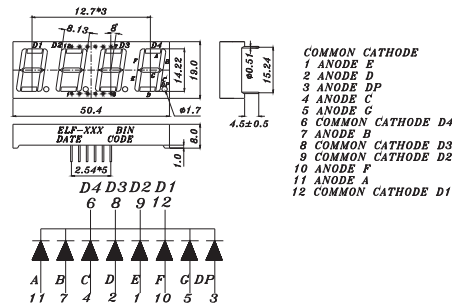 12.7*3
8.13
8°
D1 D2 D3 D4
A
F B
G
E C
D
14.22
19.0
50.4
ø1.7
ø0.51
15.24
4.5±0.5
ELF-XXX BIN
DATE CODE
8.0
1.0
2.54*5
COMMON CATHODE
1 ANODE E
2 ANODE D
3 ANODE DP
4 ANODE C
5 ANODE G
6 COMMON CATHODE D4
7 ANODE B
8 COMMON CATHODE D3
9 COMMON CATHODE D2
10 ANODE F
11 ANODE A
12 COMMON CATHODE D1
D4 D3 D2 D1
6 8 9 12
A B C D E F G DP
11 7 4 2 1 10 5 3